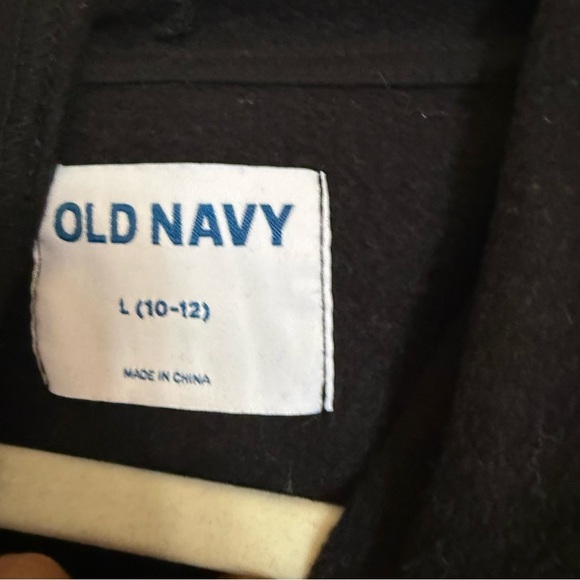 OLD NAVY
L (10-12)
MADE IN CHINA